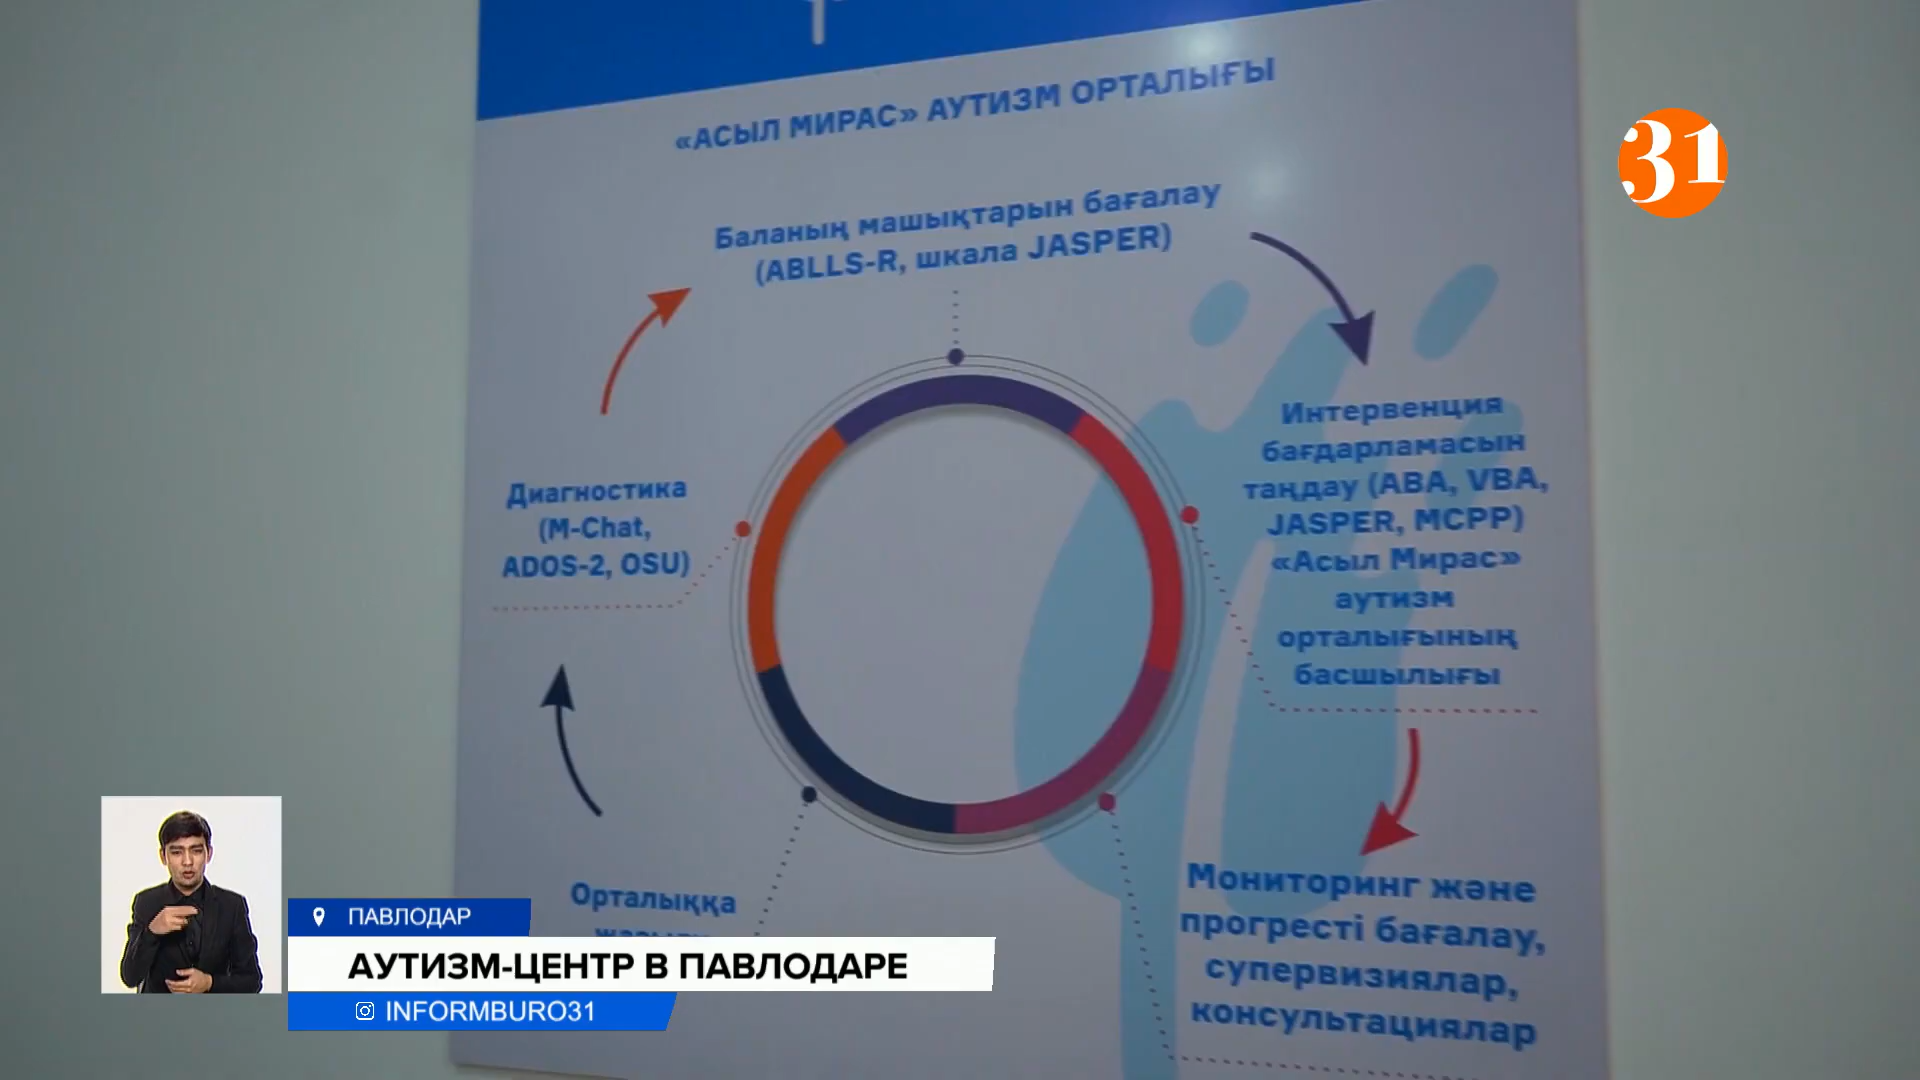 «АСЫЛ МИРАС» АУТИЗМ ОРТАЛЫҒЫ
31
Баланың машықтарын бағалау
(ABLLS-R, шкала JASPER)
Интервенция
бағдарламасын
таңдау (ABA, VBA,
JASPER, MCPP)
«Асыл Мирас»
аутизм
орталығының
басшылығы
Диагностика
(M-Chat,
ADOS-2, OSU)
Орталыққа
Мониторинг және
прогресті бағалау,
супервизиялар,
консультациялар
ПАВЛОДАР
АУТИЗМ-ЦЕНТР В ПАВЛОДАРЕ
INFORMBURO31